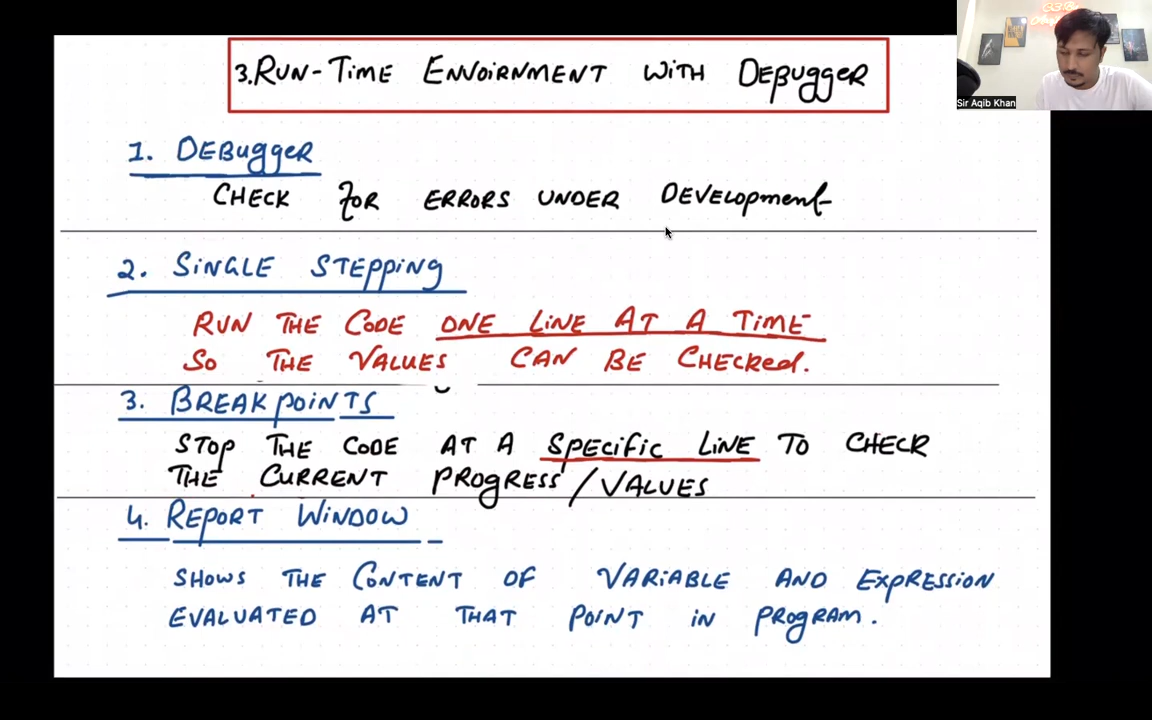 3. RUN-TIME ENVOIRNMENT WITH DEBUGGER
Sir Aqib Khan
1. DEBUGGER
CHECK FOR ERRORS UNDER DEVELOPMENT
2. SINGLE STEPPING
RUN THE CODE ONE LINE AT A TIME
SO THE VALUES CAN BE CHECKED.
3. BREAKPOINTS
STOP THE CODE AT A SPECIFIC LINE TO CHECK
THE CURRENT PROGRESS / VALUES
4. REPORT WINDOW
SHOWS THE CONTENT OF VARIABLE AND EXPRESSION
EVALUATED AT THAT POINT IN PROGRAM.